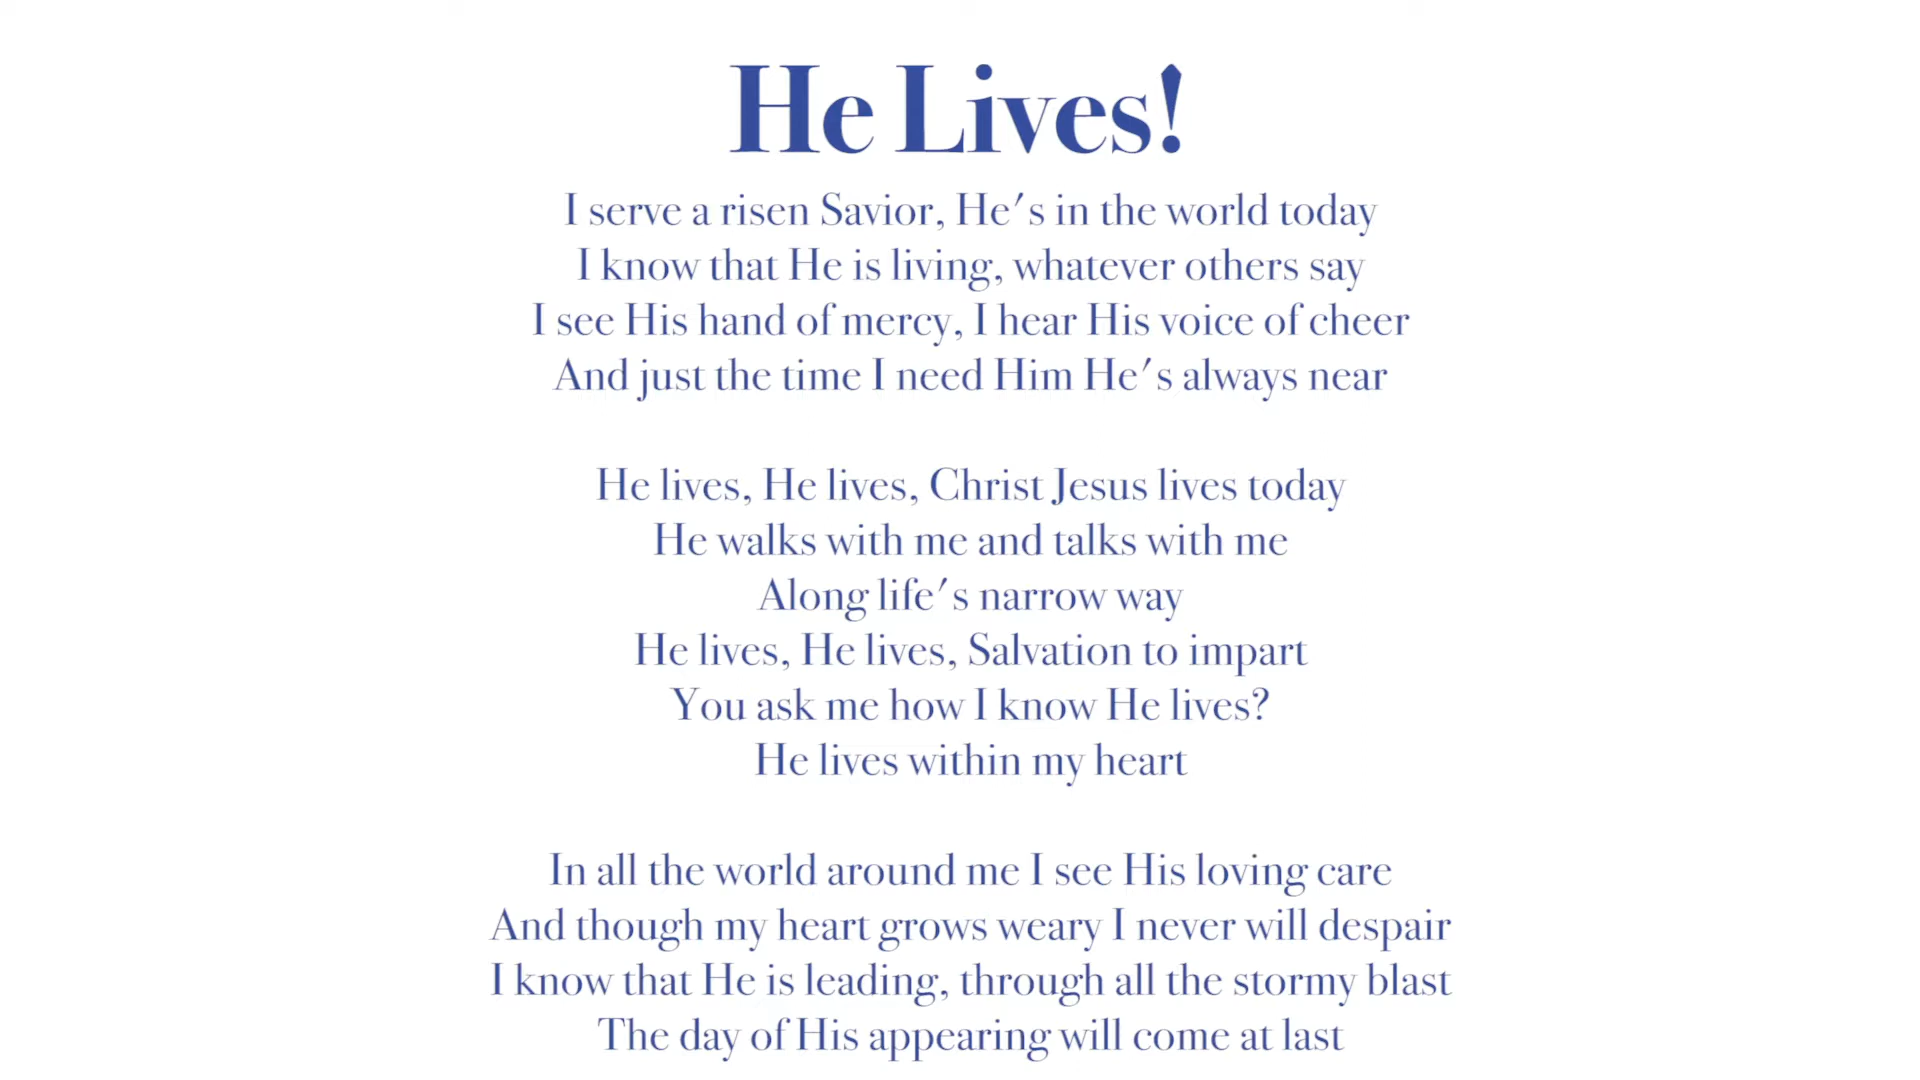 He Lives!
I serve a risen Savior, He's in the world today
I know that He is living, whatever others say
I see His hand of mercy, I hear His voice of cheer
And just the time I need Him He's always near
He lives, He lives, Christ Jesus lives today
He walks with me and talks with me
Along life's narrow way
He lives, He lives, Salvation to impart
You ask me how I know He lives?
He lives within my heart
In all the world around me I see His loving care
And though my heart grows weary I never will despair
I know that He is leading, through all the stormy blast
The day of His appearing will come at last